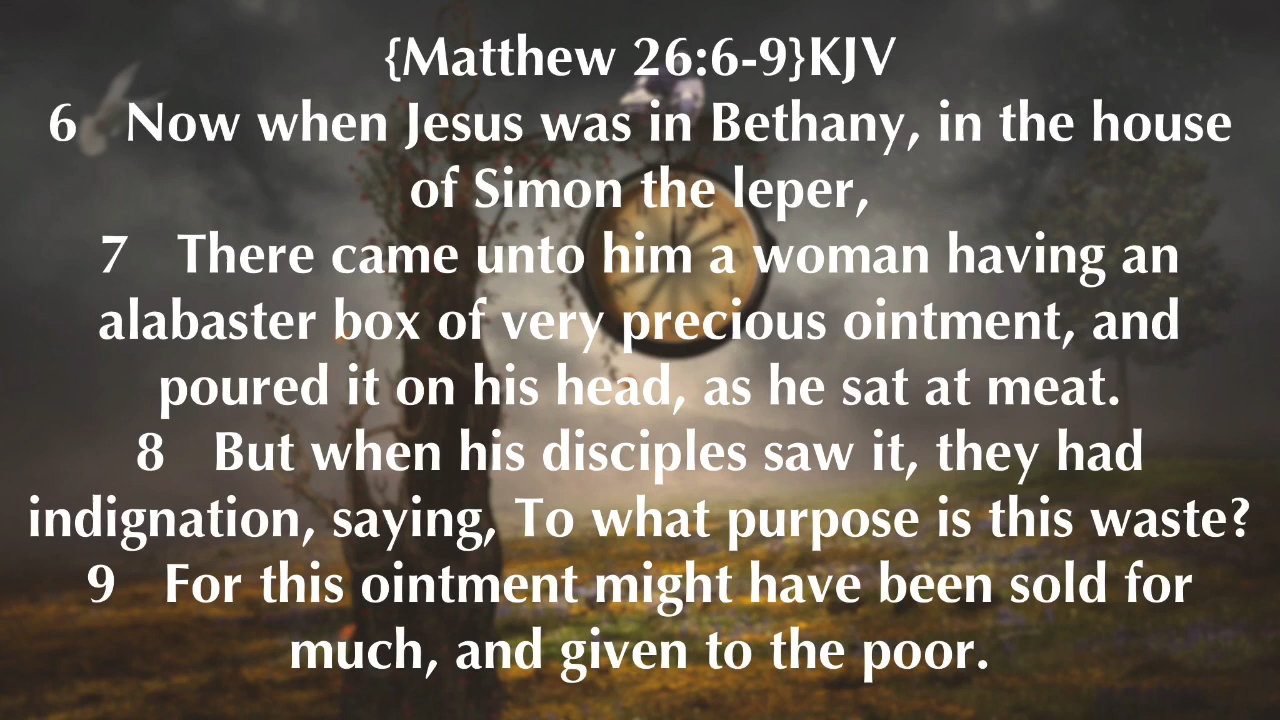 {Matthew 26:6-9}KJV
6 Now when Jesus was in Bethany, in the house
of Simon the leper,
7 There came unto him a woman having an
alabaster box of very precious ointment, and
poured it on his head, as he sat at meat.
8 But when his disciples saw it, they had
indignation, saying, To what purpose is this waste?
9 For this ointment might have been sold for
much, and given to the poor.